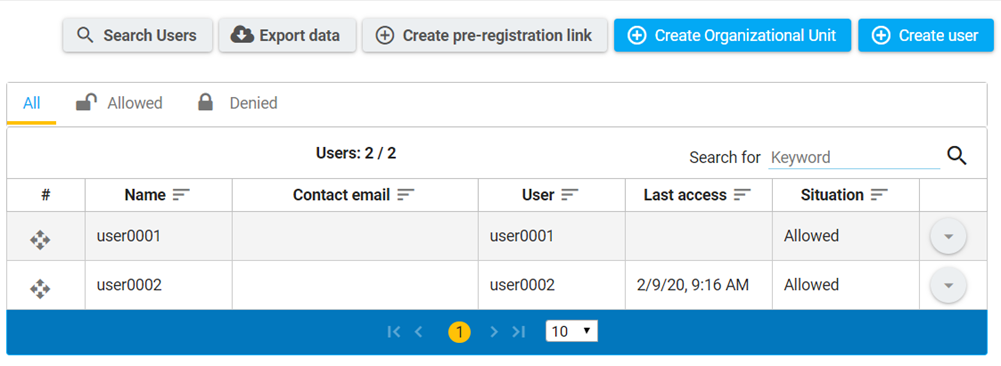 Search Users Export data Create pre-registration link Create Organizational Unit Create user
All Allowed Denied
Users: 2 / 2 Search for Keyword
# Name Contact email User Last access Situation
user0001 user0001 Allowed
user0002 user0002 2/9/20, 9:16 AM Allowed
1 10